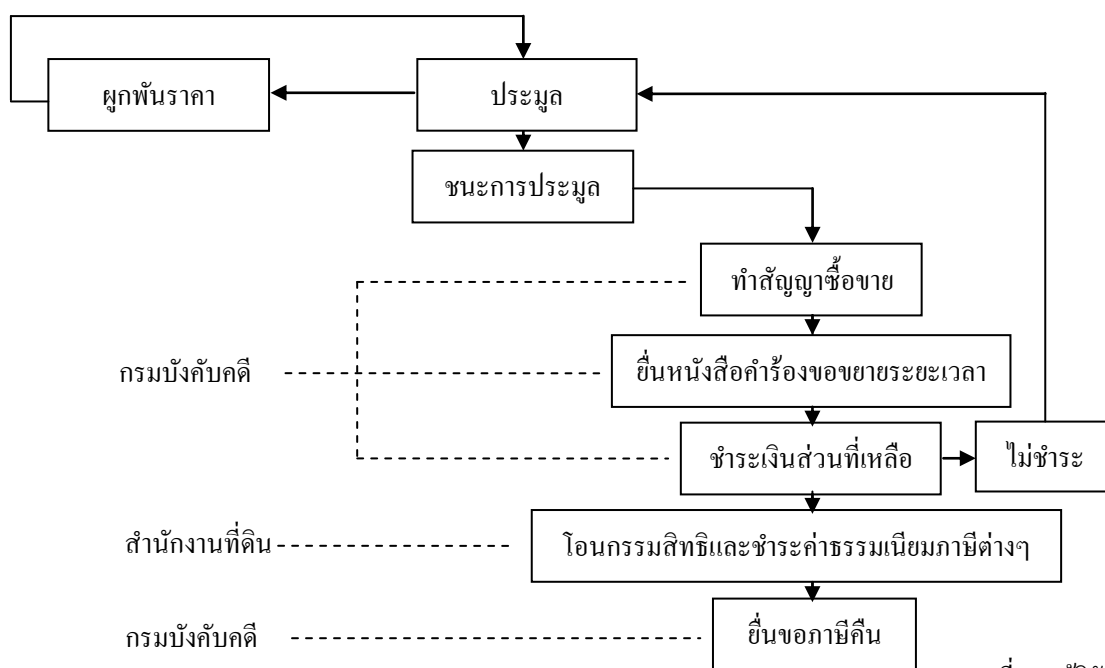 ผูกพันราคา
ประมูล
ชนะการประมูล
ทำสัญญาซื้อขาย
กรมบังคับคดี
ยื่นหนังสือคำร้องขอขยายระยะเวลา
ชำระเงินส่วนที่เหลือ
ไม่ชำระ
สำนักงานที่ดิน
โอนกรรมสิทธิและชำระค่าธรรมเนียมภาษีต่างๆ
กรมบังคับคดี
ยื่นขอภาษีคืน